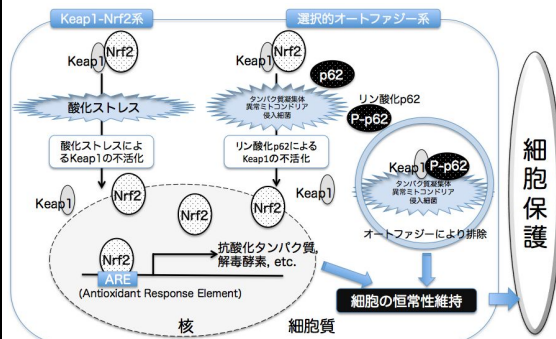 Keap1-Nrf2系
選択的オートファジー系
Keap1
Nrf2
Keap1
Nrf2
p62
リン酸化p62
P-p62
酸化ストレス
タンパク質凝集体
異常ミトコンドリア
侵入細菌
酸化ストレスによ
るKeap1の不活化
リン酸化p62による
Keap1の不活化
Keap1
Nrf2
Nrf2
Nrf2
Keap1
Keap1
P-p62
タンパク質凝集体
異常ミトコンドリア
侵入細菌
オートファジーにより排除
Nrf2
ARE
(Antioxidant Response Element)
抗酸化タンパク質,
解毒酵素, etc.
核
細胞質
細胞の恒常性維持
細胞保護